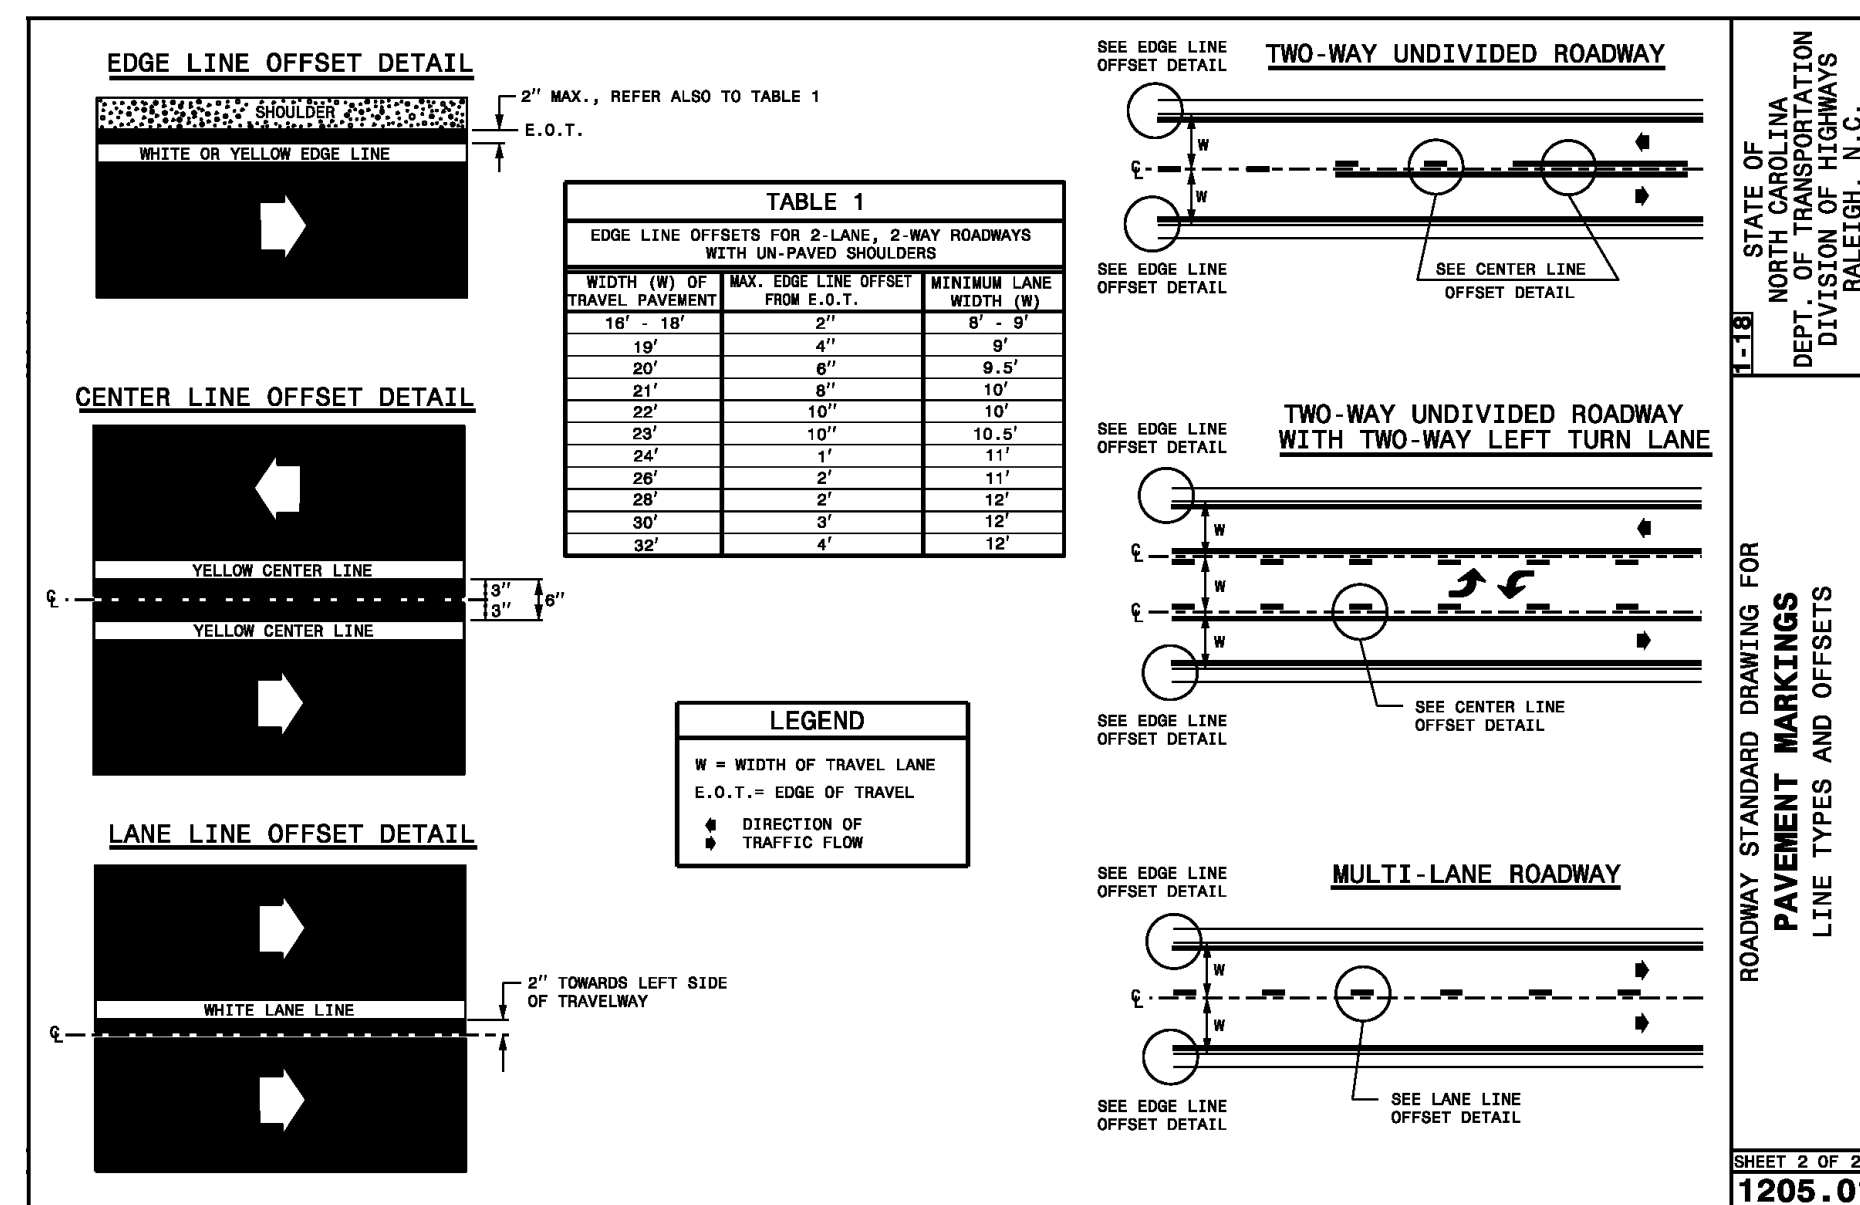 EDGE LINE OFFSET DETAIL
SHOULDER
2" MAX., REFER ALSO TO TABLE 1
E.O.T.
WHITE OR YELLOW EDGE LINE
CENTER LINE OFFSET DETAIL
YELLOW CENTER LINE
3"
3"
6"
YELLOW CENTER LINE
LANE LINE OFFSET DETAIL
WHITE LANE LINE
2" TOWARDS LEFT SIDE
OF TRAVELWAY
TABLE 1
EDGE LINE OFFSETS FOR 2-LANE, 2-WAY ROADWAYS
WITH UN-PAVED SHOULDERS
WIDTH (W) OF TRAVEL PAVEMENT MAX. EDGE LINE OFFSET FROM E.O.T. MINIMUM LANE WIDTH (W)
16' - 18' 2" 8' - 9'
19' 4" 9'
20' 6" 9.5'
21' 8" 10'
22' 10" 10'
23' 10" 10.5'
24' 1' 11'
26' 2' 11'
28' 2' 12'
30' 3' 12'
32' 4' 12'
LEGEND
W = WIDTH OF TRAVEL LANE
E.O.T.= EDGE OF TRAVEL
DIRECTION OF
TRAFFIC FLOW
SEE EDGE LINE
OFFSET DETAIL
TWO-WAY UNDIVIDED ROADWAY
W
W
SEE EDGE LINE
OFFSET DETAIL
SEE CENTER LINE
OFFSET DETAIL
SEE EDGE LINE
OFFSET DETAIL
TWO-WAY UNDIVIDED ROADWAY
WITH TWO-WAY LEFT TURN LANE
W
W
W
SEE CENTER LINE
OFFSET DETAIL
SEE EDGE LINE
OFFSET DETAIL
SEE EDGE LINE
OFFSET DETAIL
MULTI-LANE ROADWAY
W
W
SEE LANE LINE
OFFSET DETAIL
SEE EDGE LINE
OFFSET DETAIL
1-18
STATE OF
NORTH CAROLINA
DEPT. OF TRANSPORTATION
DIVISION OF HIGHWAYS
RALEIGH, N.C.
ROADWAY STANDARD DRAWING FOR
PAVEMENT MARKINGS
LINE TYPES AND OFFSETS
SHEET 2 OF 2
1205.01